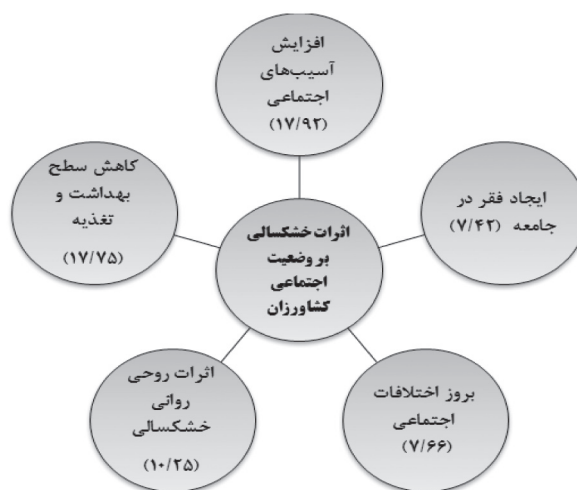 افزایش
آسیب‌های
اجتماعی
(۱۷/۹۲)
ایجاد فقر در
جامعه (۷/۴۲)
کاهش سطح
بهداشت و
تغذیه
(۱۷/۷۵)
اثرات خشکسالی
بر وضعیت
اجتماعی
کشاورزان
بروز اختلافات
اجتماعی
(۷/۶۶)
اثرات روحی
روانی
خشکسالی
(۱۰/۲۵)